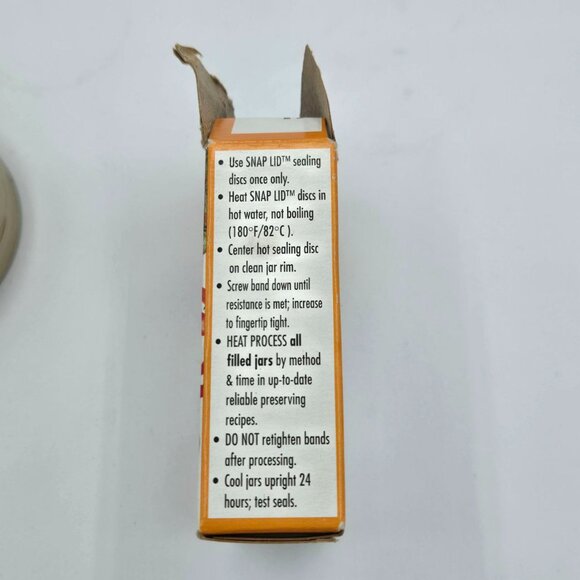 • Use SNAP LID™ sealing
discs once only.
• Heat SNAP LID™ discs in
hot water, not boiling
(180°F/82°C ).
• Center hot sealing disc
on clean jar rim.
• Screw band down until
resistance is met; increase
to fingertip tight.
• HEAT PROCESS all
filled jars by method
& time in up-to-date
reliable preserving
recipes.
• DO NOT retighten bands
after processing.
• Cool jars upright 24
hours; test seals.